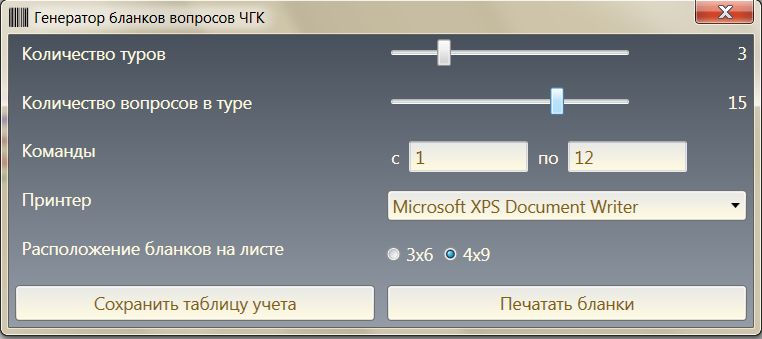 Генератор бланков вопросов ЧГК
Количество туров 3
Количество вопросов в туре 15
Команды с 1 по 12
Принтер Microsoft XPS Document Writer
Расположение бланков на листе 3x6 4x9
Сохранить таблицу учета Печатать бланки